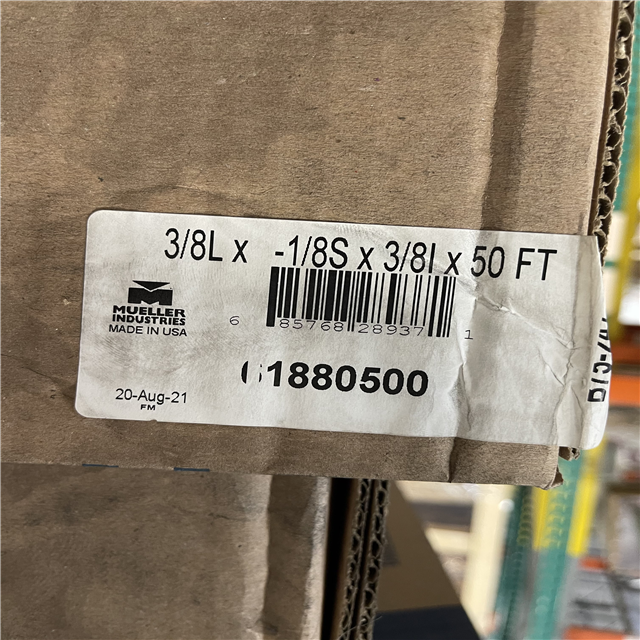 3/8L x -1/8S x 3/8I x 50 FT
MUELLER
INDUSTRIES
MADE IN USA
6 85768 28937 1
61880500
20-Aug-21
FM